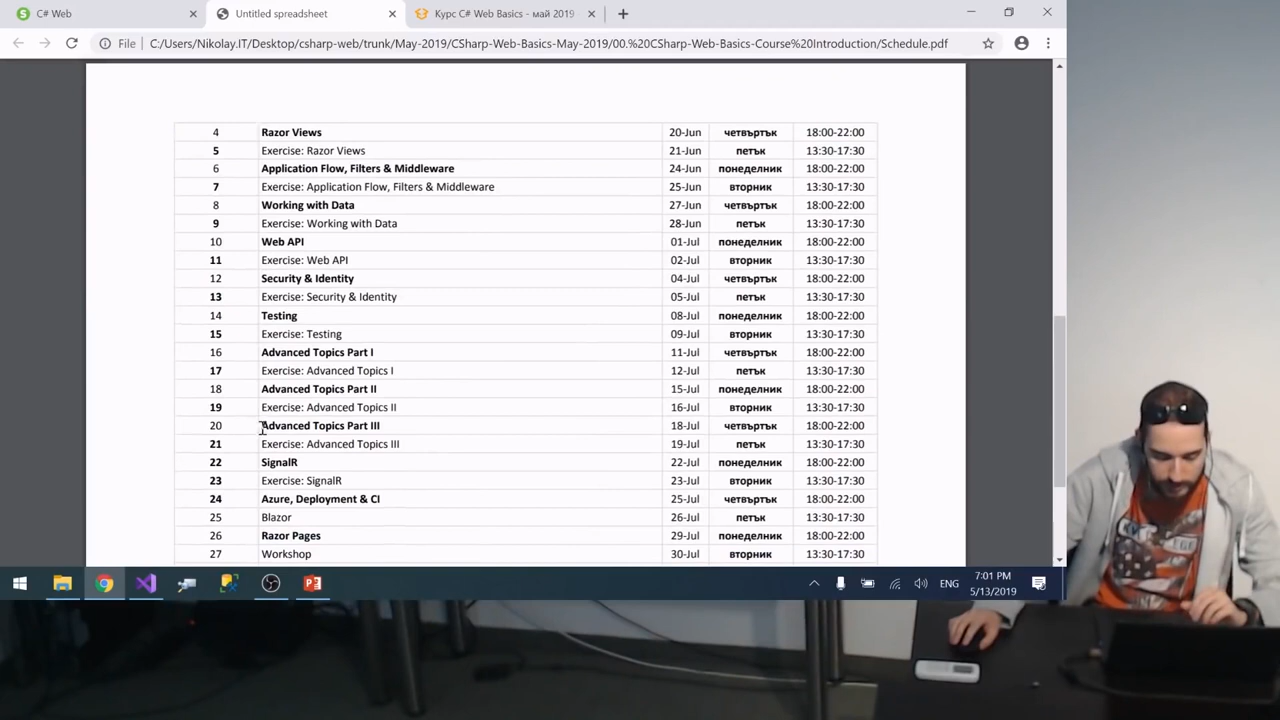 C# Web
Untitled spreadsheet
Курс C# Web Basics - май 2019
File C:/Users/Nikolay.IT/Desktop/csharp-web/trunk/May-2019/CSharp-Web-Basics-May-2019/00.%20CSharp-Web-Basics-Course%20Introduction/Schedule.pdf
4 Razor Views 20-Jun четвъртък 18:00-22:00
5 Exercise: Razor Views 21-Jun петък 13:30-17:30
6 Application Flow, Filters & Middleware 24-Jun понеделник 18:00-22:00
7 Exercise: Application Flow, Filters & Middleware 25-Jun вторник 13:30-17:30
8 Working with Data 27-Jun четвъртък 18:00-22:00
9 Exercise: Working with Data 28-Jun петък 13:30-17:30
10 Web API 01-Jul понеделник 18:00-22:00
11 Exercise: Web API 02-Jul вторник 13:30-17:30
12 Security & Identity 04-Jul четвъртък 18:00-22:00
13 Exercise: Security & Identity 05-Jul петък 13:30-17:30
14 Testing 08-Jul понеделник 18:00-22:00
15 Exercise: Testing 09-Jul вторник 13:30-17:30
16 Advanced Topics Part I 11-Jul четвъртък 18:00-22:00
17 Exercise: Advanced Topics I 12-Jul петък 13:30-17:30
18 Advanced Topics Part II 15-Jul понеделник 18:00-22:00
19 Exercise: Advanced Topics II 16-Jul вторник 13:30-17:30
20 Advanced Topics Part III 18-Jul четвъртък 18:00-22:00
21 Exercise: Advanced Topics III 19-Jul петък 13:30-17:30
22 SignalR 22-Jul понеделник 18:00-22:00
23 Exercise: SignalR 23-Jul вторник 13:30-17:30
24 Azure, Deployment & CI 25-Jul четвъртък 18:00-22:00
25 Blazor 26-Jul петък 13:30-17:30
26 Razor Pages 29-Jul понеделник 18:00-22:00
27 Workshop 30-Jul вторник 13:30-17:30
ENG
7:01 PM
5/13/2019